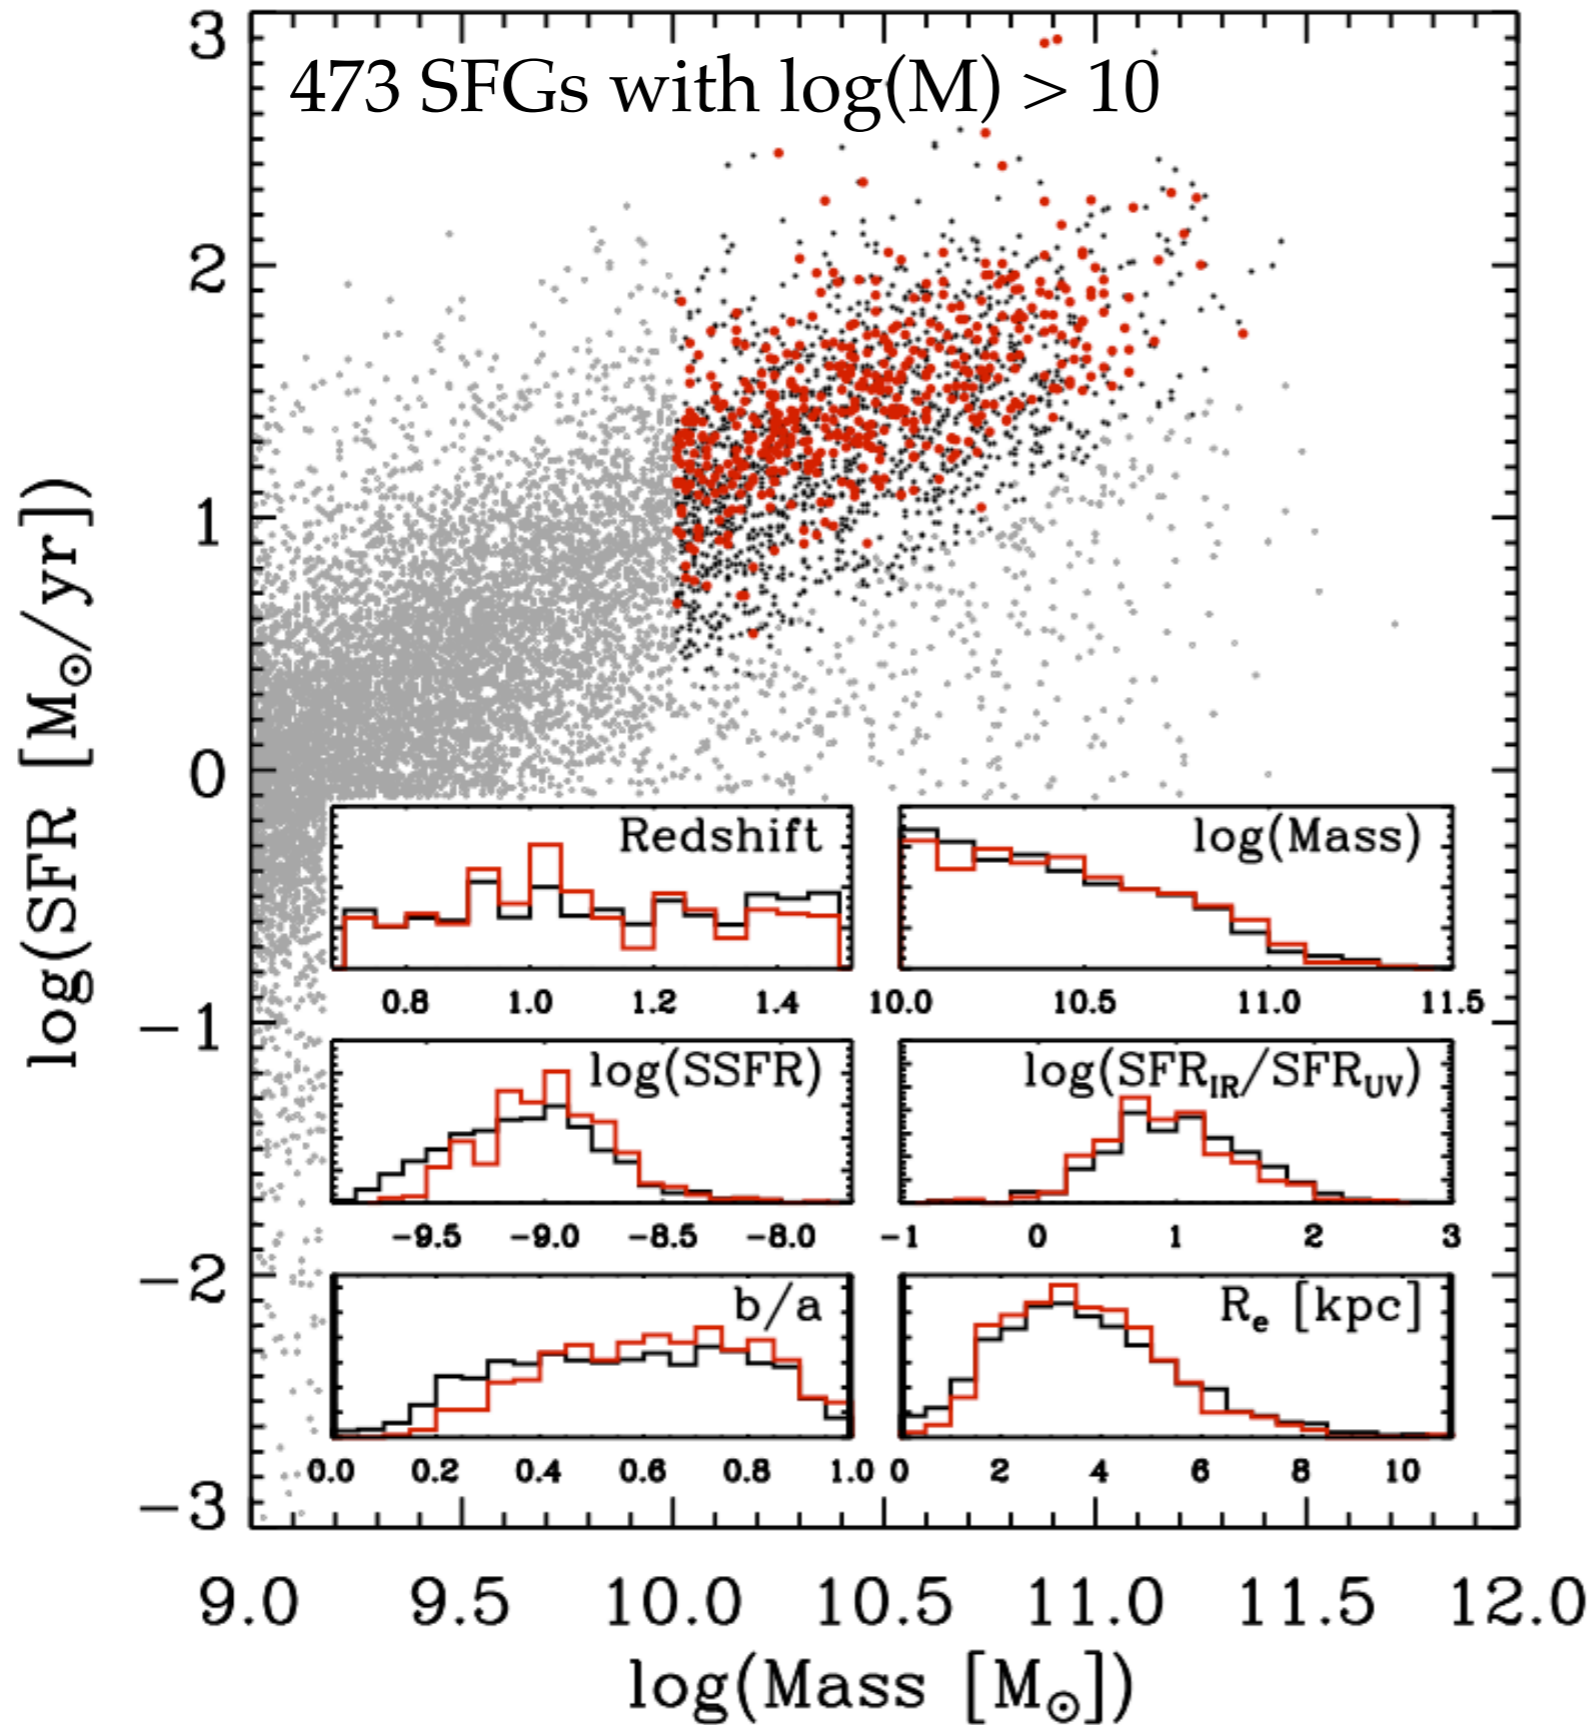 473 SFGs with log(M) > 10
log(SFR [M☉/yr])
3
2
1
0
−1
−2
−3
Redshift
0.8 1.0 1.2 1.4
log(Mass)
10.0 10.5 11.0 11.5
log(SSFR)
−9.5 −9.0 −8.5 −8.0
log(SFR_IR/SFR_UV)
−1 0 1 2 3
b/a
0.0 0.2 0.4 0.6 0.8 1.0
R_e [kpc]
0 2 4 6 8 10
9.0 9.5 10.0 10.5 11.0 11.5 12.0
log(Mass [M☉])